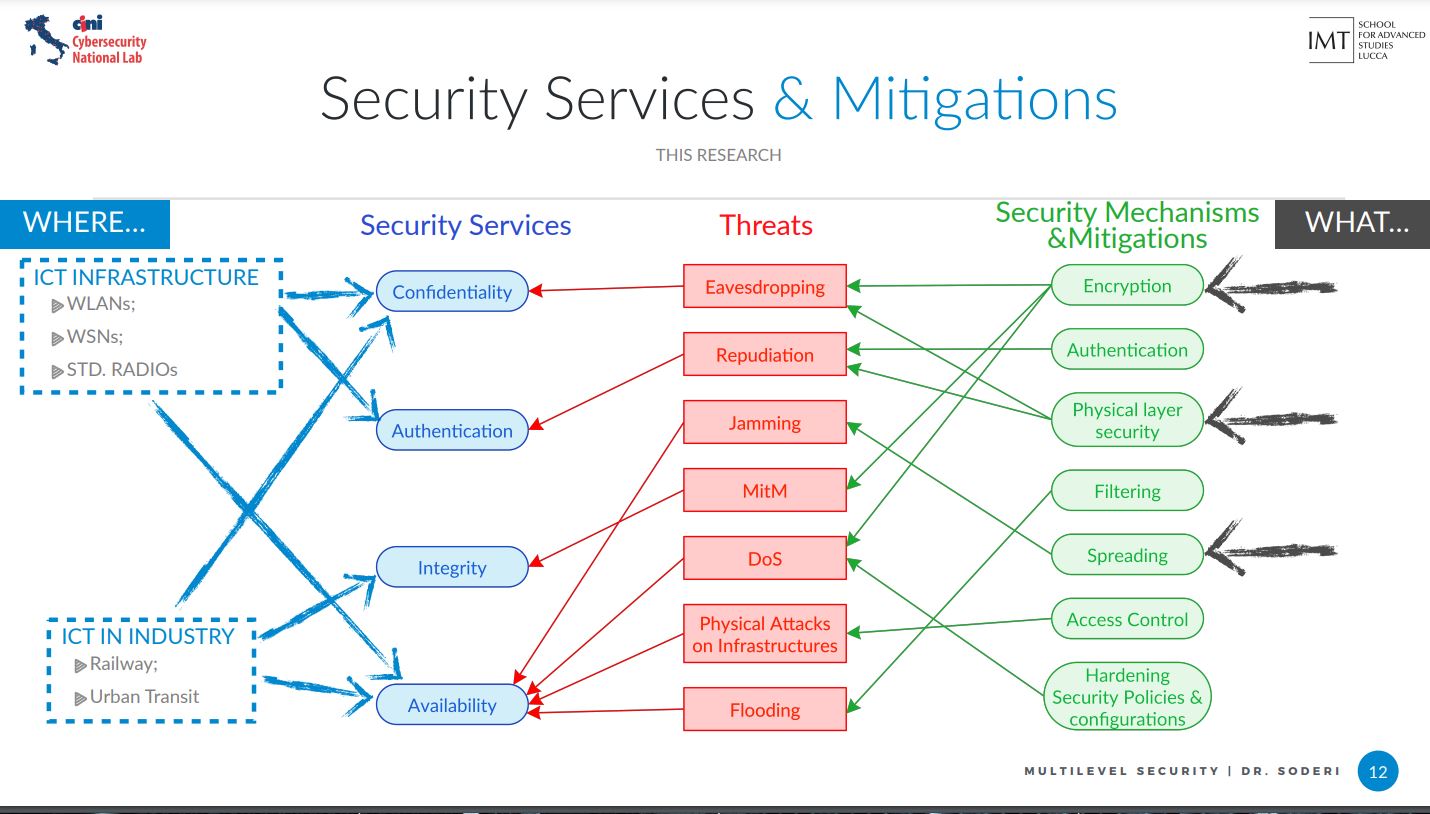 cini
Cybersecurity
National Lab
IMT
SCHOOL
FOR ADVANCED
STUDIES
LUCCA
Security Services & Mitigations
THIS RESEARCH
WHERE...
Security Services
Threats
Security Mechanisms
&Mitigations
WHAT...
ICT INFRASTRUCTURE
WLANs;
WSNs;
STD. RADIOs
ICT IN INDUSTRY
Railway;
Urban Transit
Confidentiality
Authentication
Integrity
Availability
Eavesdropping
Repudiation
Jamming
MitM
DoS
Physical Attacks
on Infrastructures
Flooding
Encryption
Authentication
Physical layer
security
Filtering
Spreading
Access Control
Hardening
Security Policies &
configurations
MULTILEVEL SECURITY | DR. SODERI
12